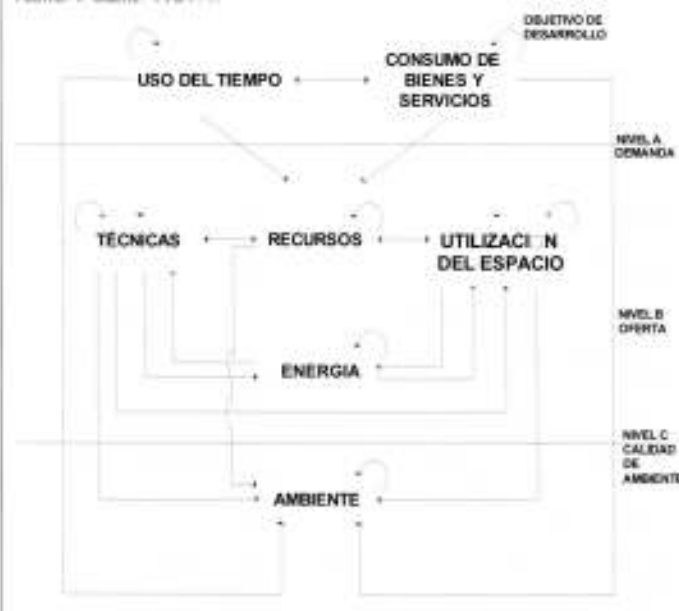 OBJETIVO DE
DESARROLLO
USO DEL TIEMPO
CONSUMO DE
BIENES Y
SERVICIOS
NIVEL A
DEMANDA
TÉCNICAS
RECURSOS
UTILIZACI N
DEL ESPACIO
NIVEL B
OFERTA
ENERGIA
NIVEL C
CALIDAD
DE
AMBIENTE
AMBIENTE